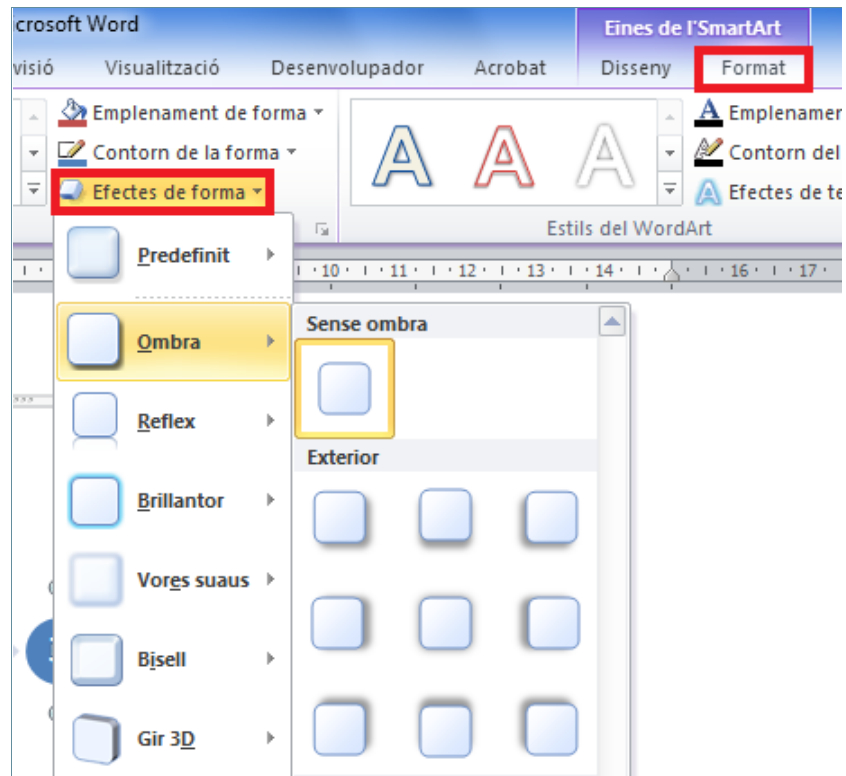 crosoft Word
Eines de l'SmartArt
visió Visualització Desenvolupador Acrobat Disseny Format
Emplenament de forma
Emplenamen
Contorn de la forma
Contorn del
Efectes de forma
Efectes de te
Estils del WordArt
Predefinit
10 11 12 13 14 16 17
Ombra
Sense ombra
Reflex
Exterior
Brillantor
Vores suaus
Bisell
Gir 3D